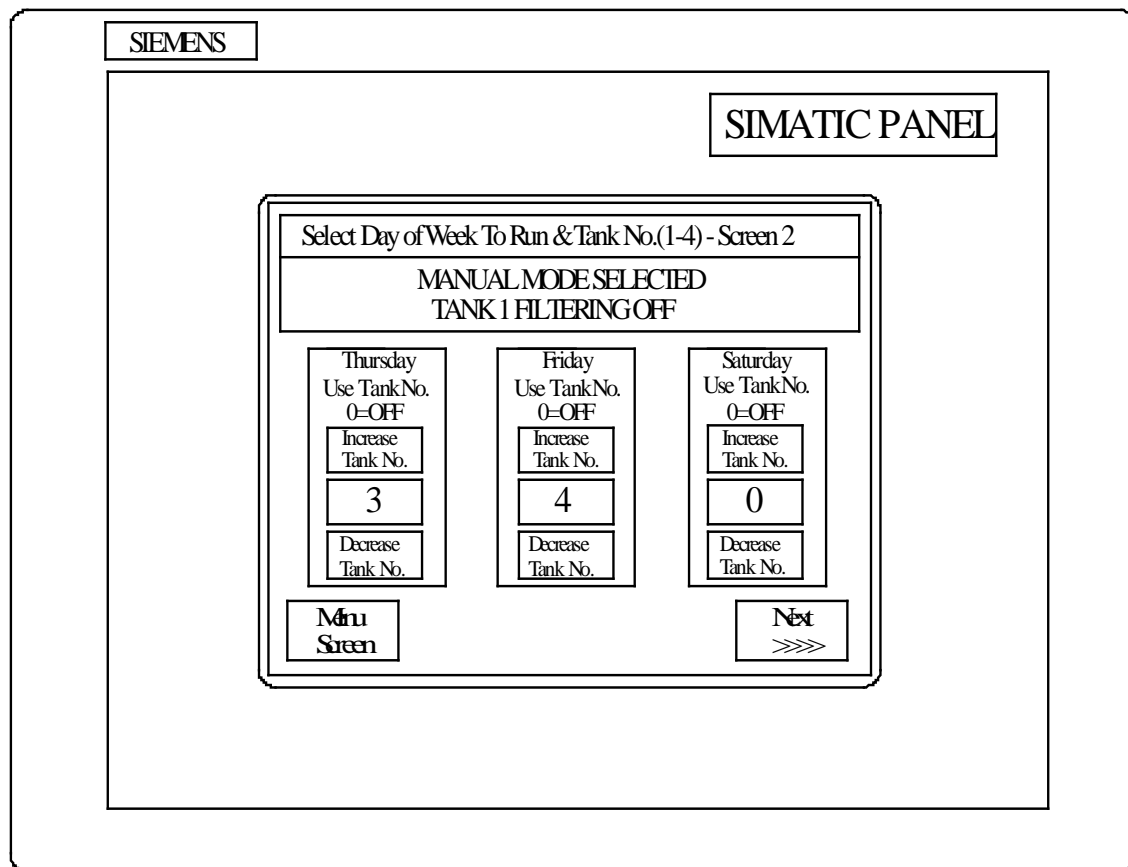 SIEMENS
SIMATIC PANEL
Select Day of Week To Run & Tank No.(1-4) - Screen 2
MANUAL MODE SELECTED
TANK 1 FILTERING OFF
Thursday
Use Tank No.
0=OFF
Increase
Tank No.
3
Decrease
Tank No.
Friday
Use Tank No.
0=OFF
Increase
Tank No.
4
Decrease
Tank No.
Saturday
Use Tank No.
0=OFF
Increase
Tank No.
0
Decrease
Tank No.
Menu
Screen
Next
>>>>>